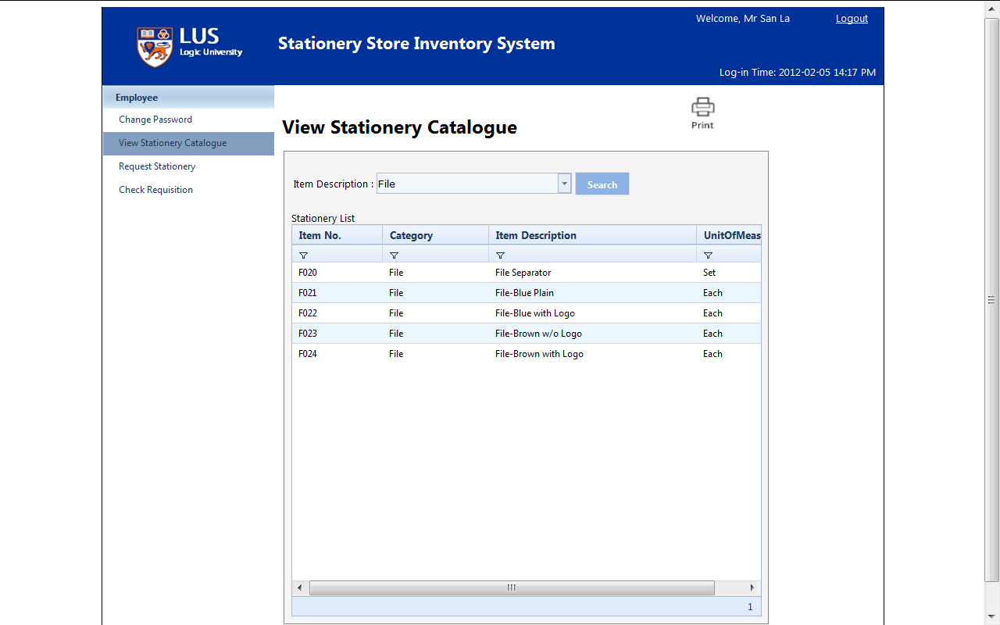 Welcome, Mr San La Logout
LUS
Logic University
Stationery Store Inventory System
Log-in Time: 2012-02-05 14:17 PM
Employee
Change Password
View Stationery Catalogue
Request Stationery
Check Requisition
Print
View Stationery Catalogue
Item Description : File Search
Stationery List
Item No. Category Item Description UnitOfMeas
F020 File File Separator Set
F021 File File-Blue Plain Each
F022 File File-Blue with Logo Each
F023 File File-Brown w/o Logo Each
F024 File File-Brown with Logo Each
1